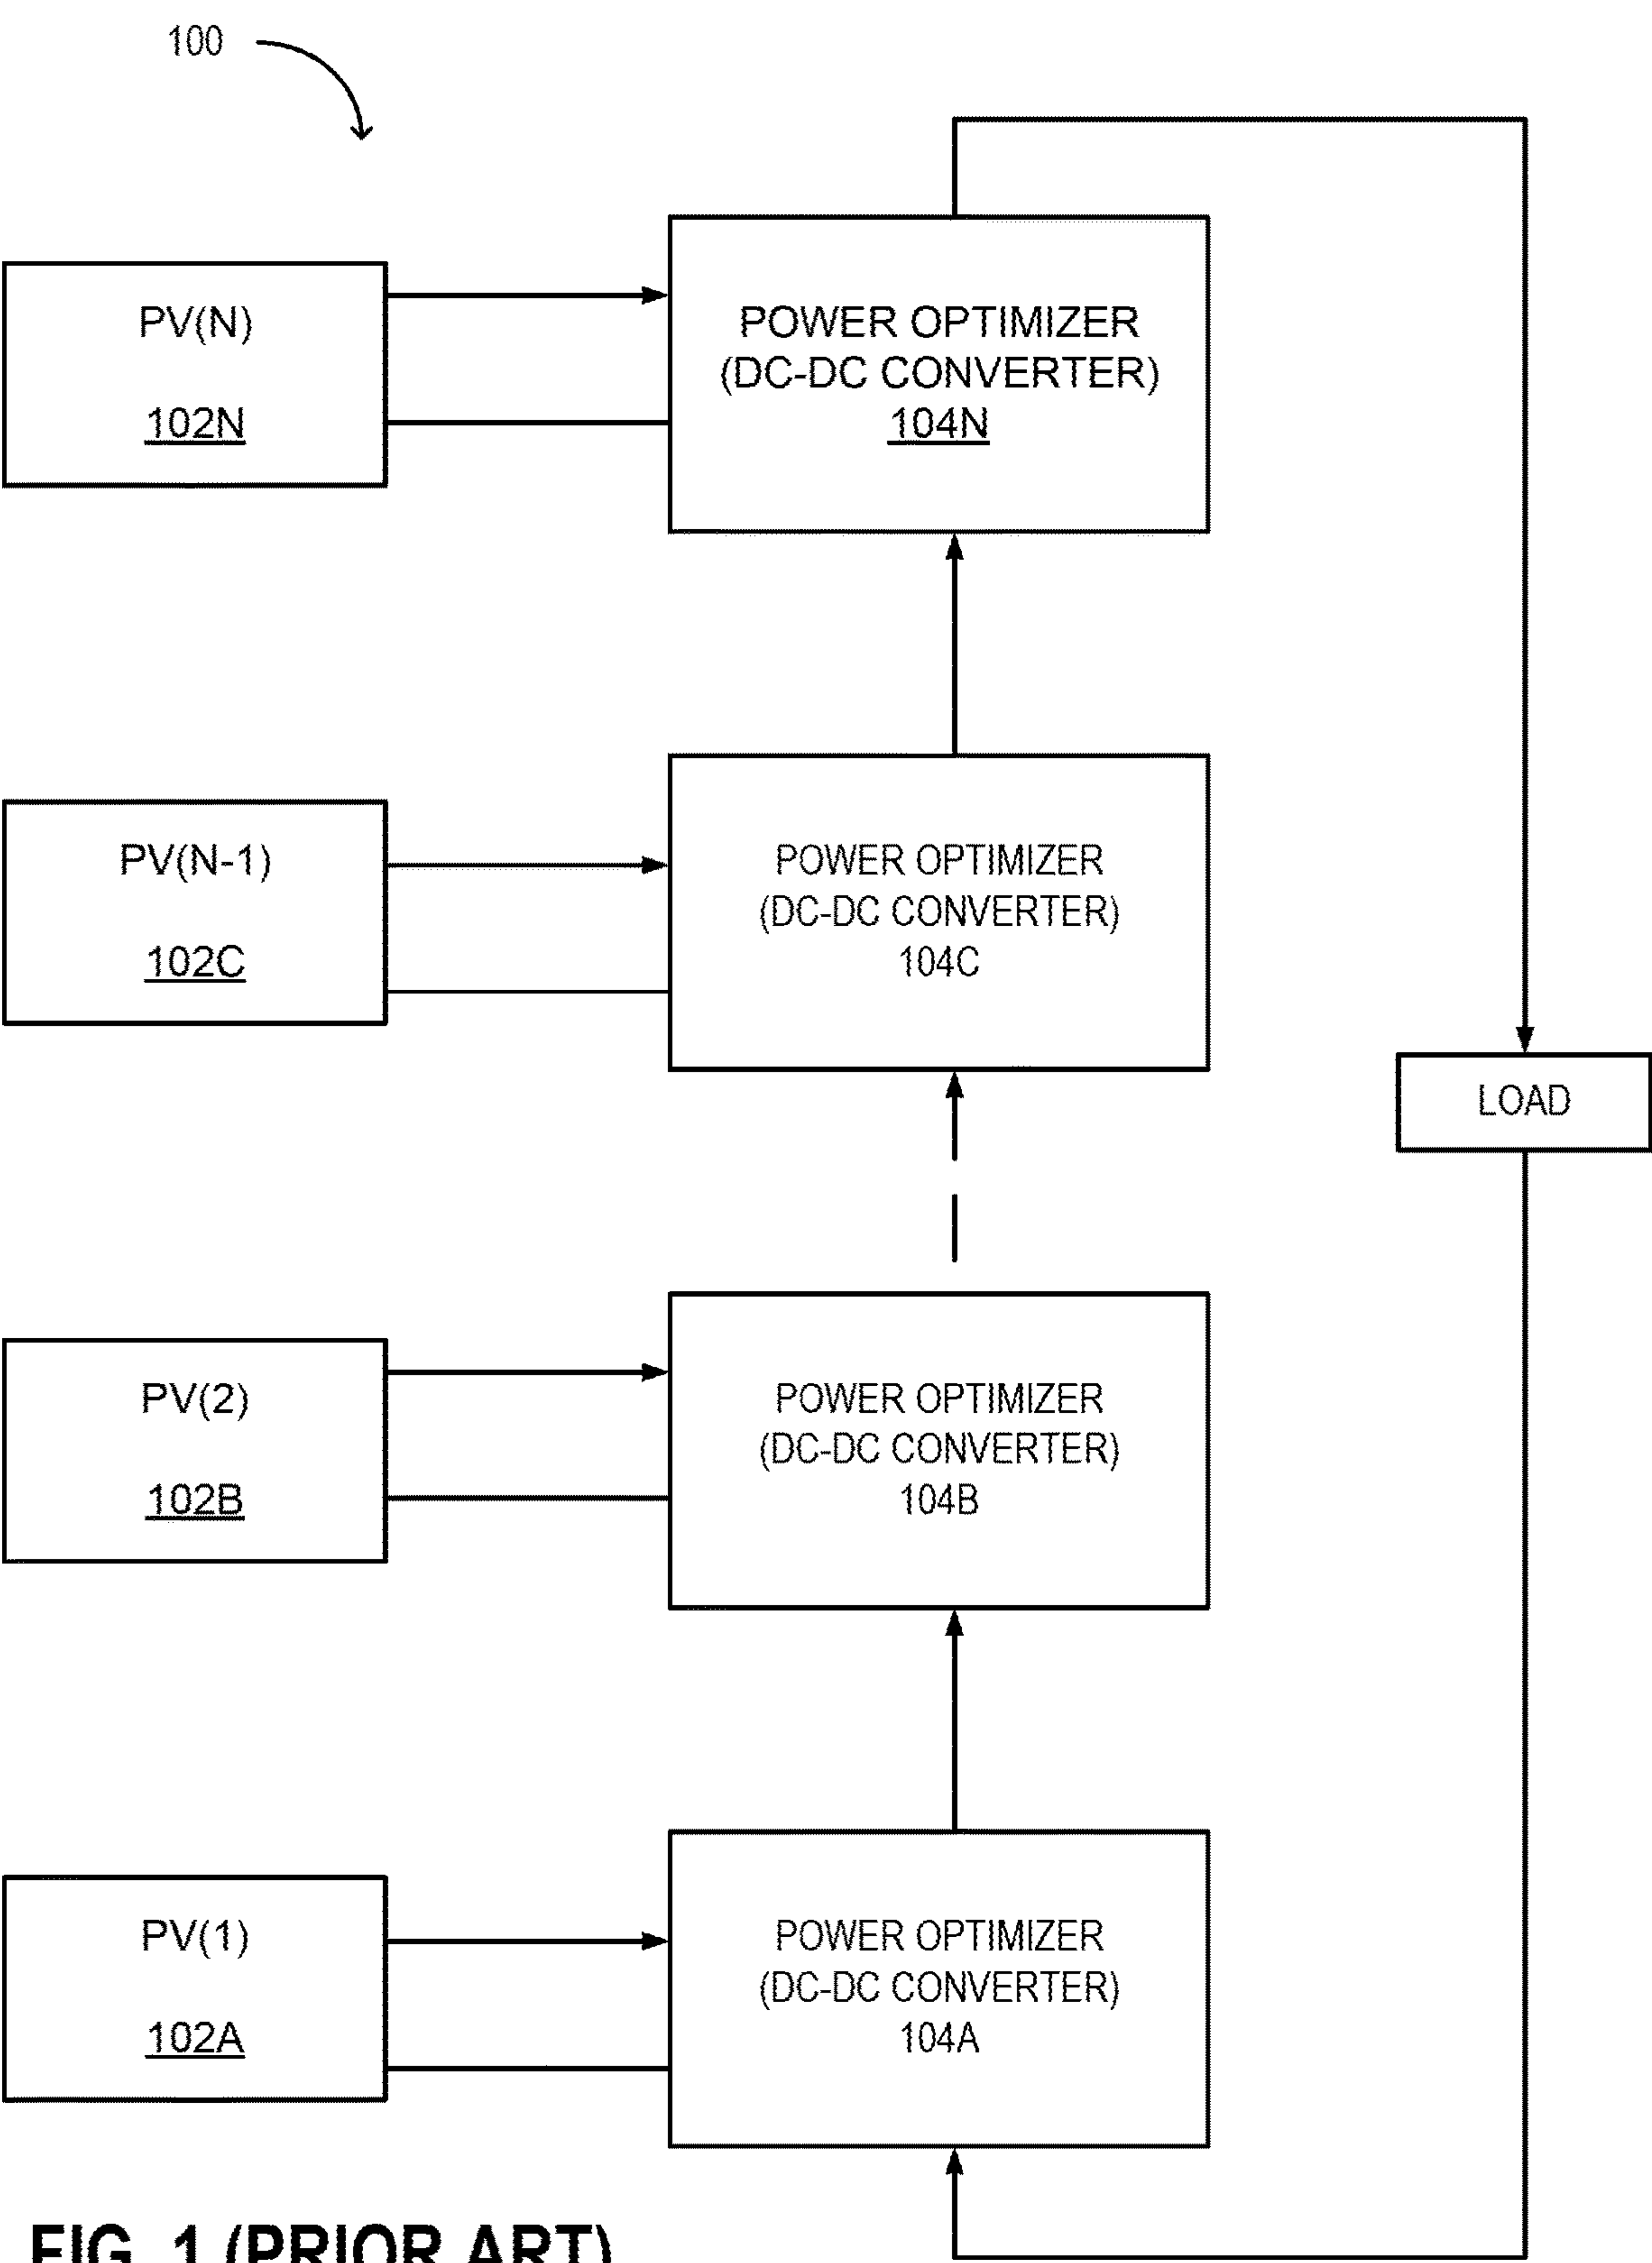 100
PV(N)
102N
POWER OPTIMIZER
(DC-DC CONVERTER)
104N
PV(N-1)
102C
POWER OPTIMIZER
(DC-DC CONVERTER)
104C
LOAD
PV(2)
102B
POWER OPTIMIZER
(DC-DC CONVERTER)
104B
PV(1)
102A
POWER OPTIMIZER
(DC-DC CONVERTER)
104A
FIG. 1 (PRIOR ART)